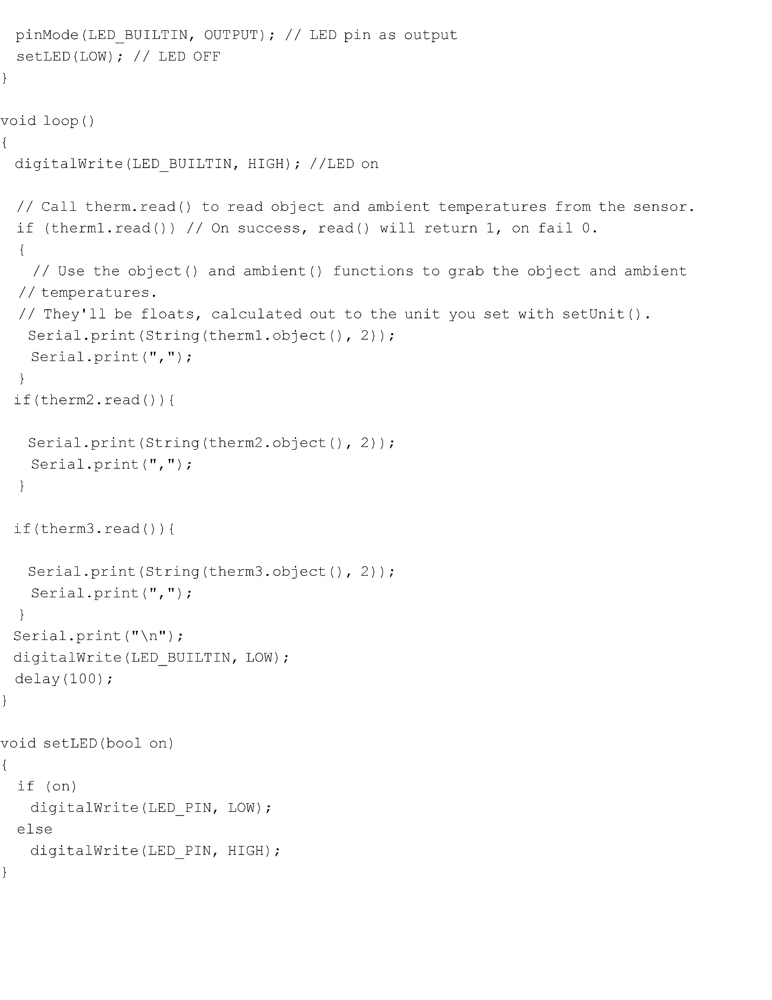 pinMode(LED_BUILTIN, OUTPUT); // LED pin as output
setLED(LOW); // LED OFF
}
void loop()
{
digitalWrite(LED_BUILTIN, HIGH); //LED on
// Call therm.read() to read object and ambient temperatures from the sensor.
if (therm1.read()) // On success, read() will return 1, on fail 0.
{
// Use the object() and ambient() functions to grab the object and ambient
// temperatures.
// They'll be floats, calculated out to the unit you set with setUnit().
Serial.print(String(therm1.object(), 2));
Serial.print(",");
}
if(therm2.read()){
Serial.print(String(therm2.object(), 2));
Serial.print(",");
}
if(therm3.read()){
Serial.print(String(therm3.object(), 2));
Serial.print(",");
}
Serial.print("\n");
digitalWrite(LED_BUILTIN, LOW);
delay(100);
}
void setLED(bool on)
{
if (on)
digitalWrite(LED_PIN, LOW);
else
digitalWrite(LED_PIN, HIGH);
}